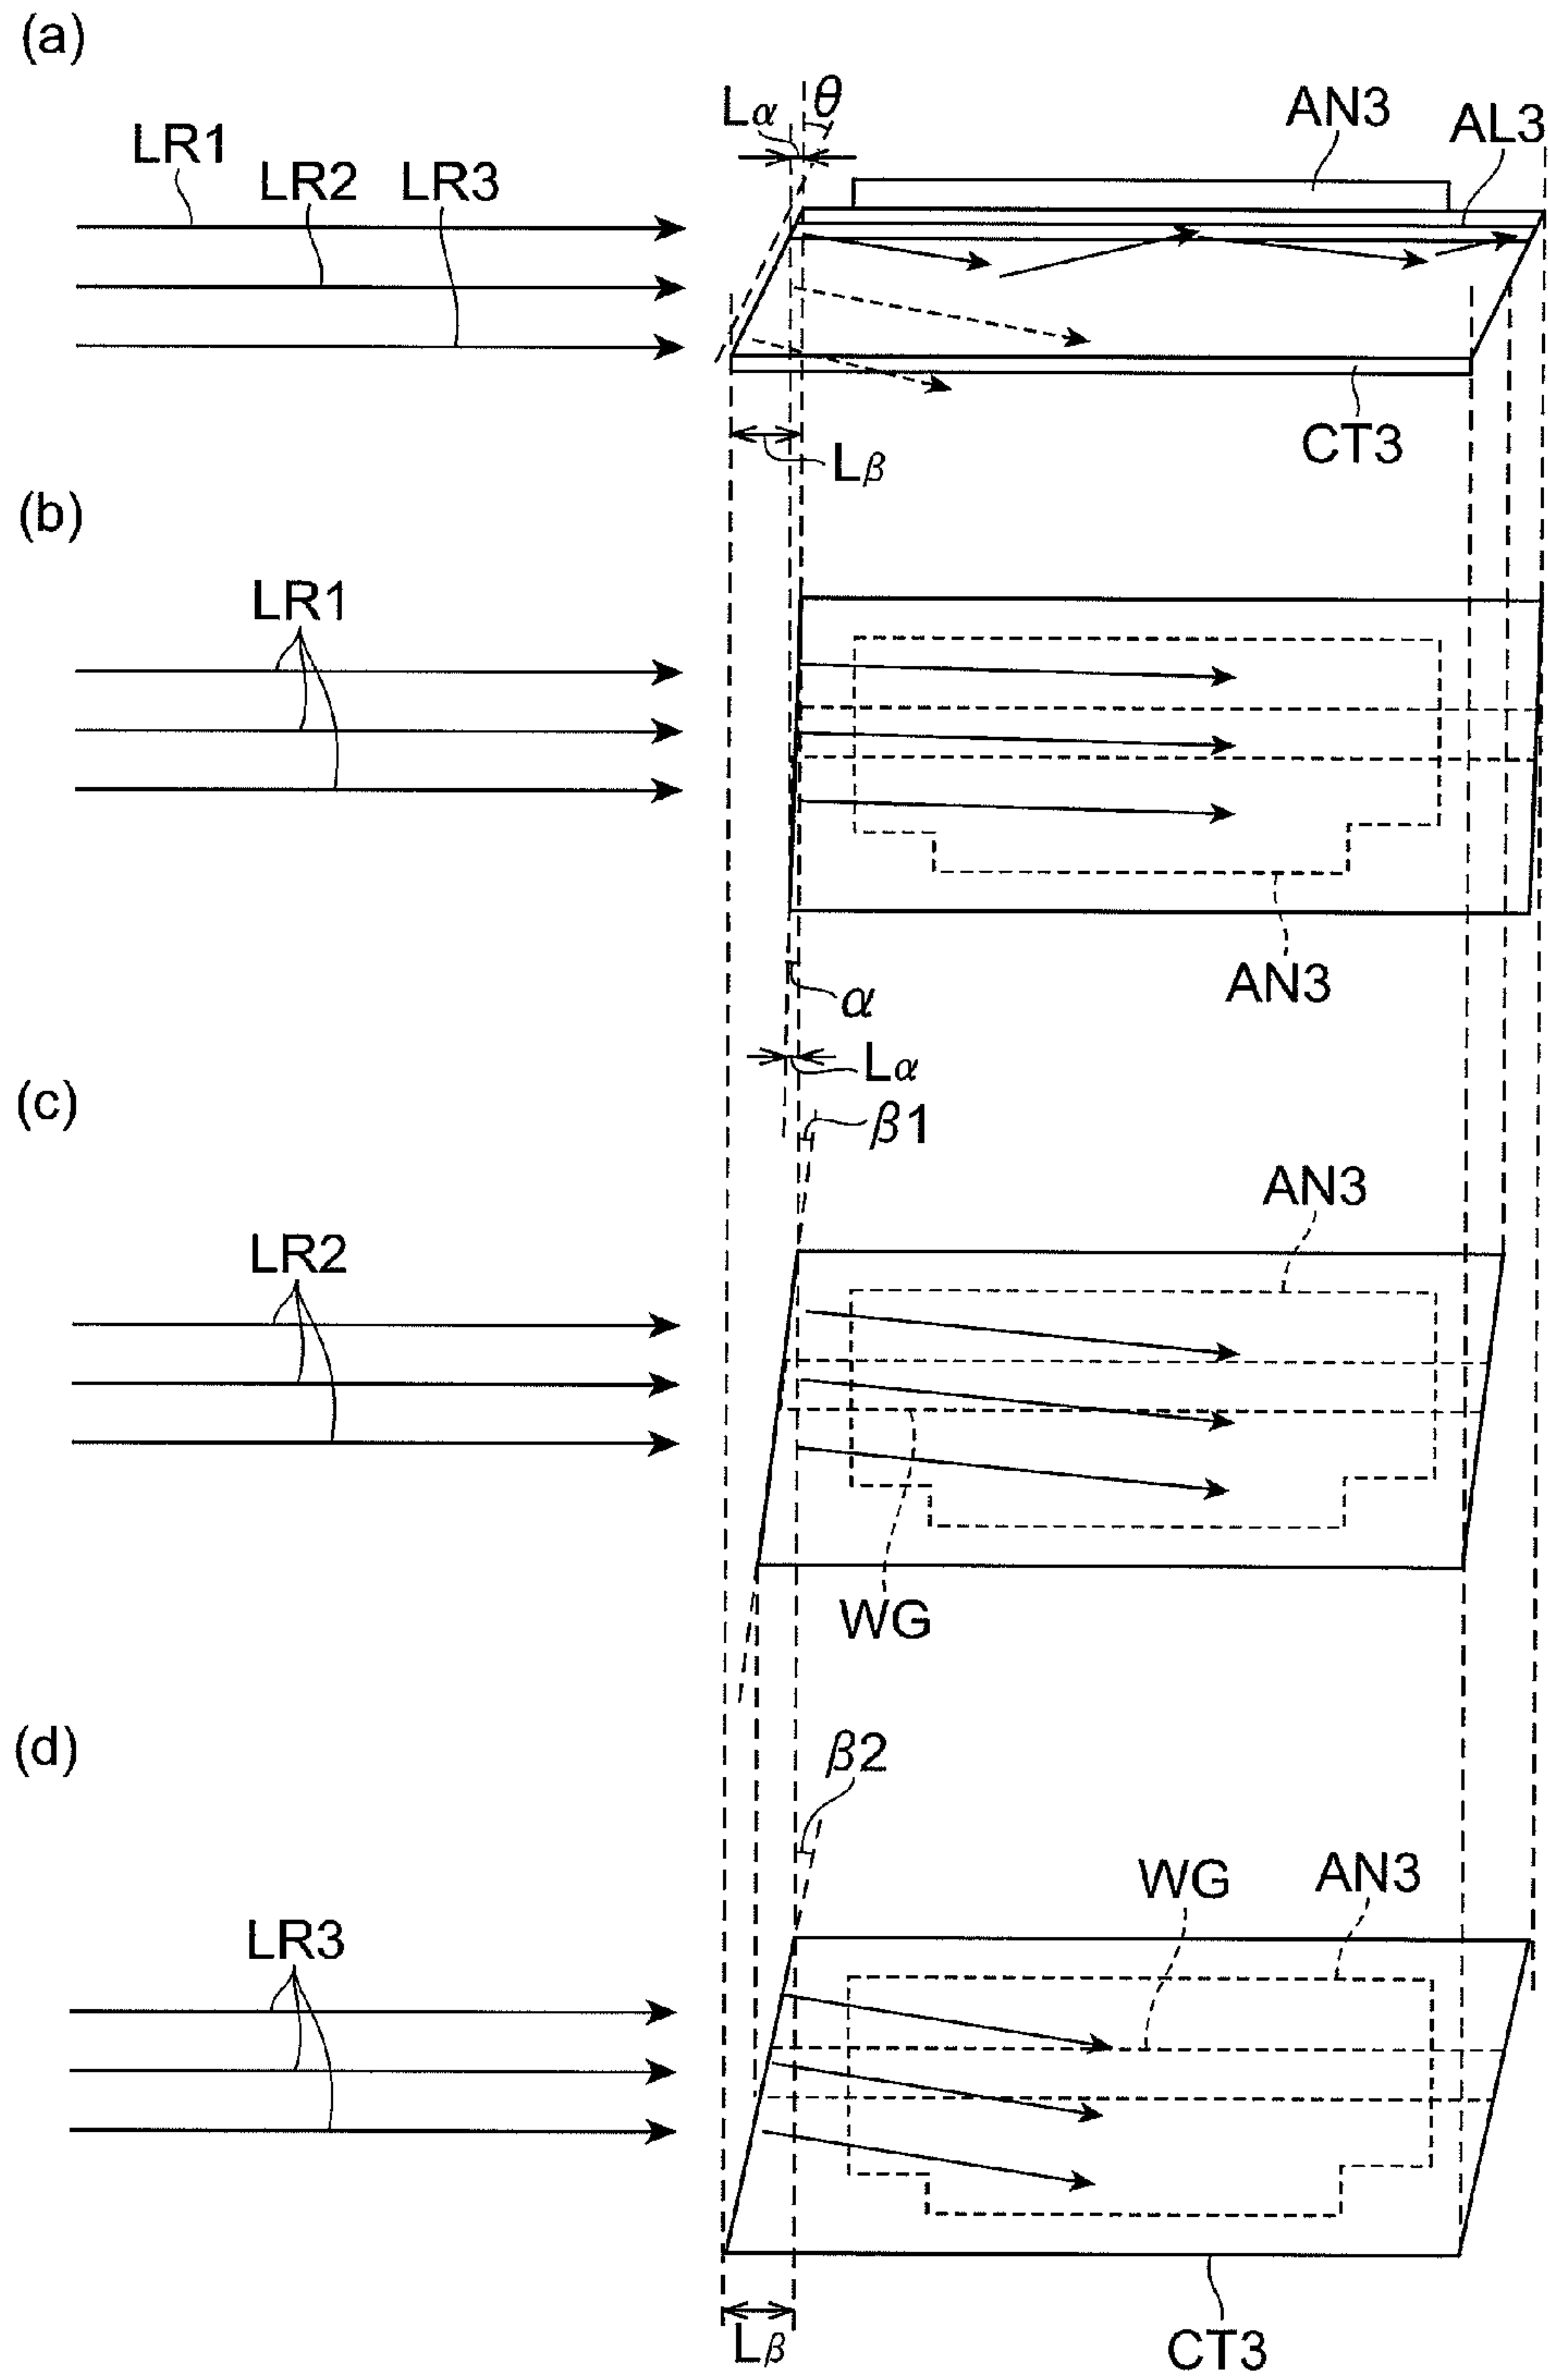 (a)
Lα θ
AN3
AL3
LR1
LR2 LR3
CT3
Lβ
(b)
LR1
AN3
α
Lα
(c)
β1
AN3
LR2
WG
(d)
β2
WG AN3
LR3
Lβ
CT3